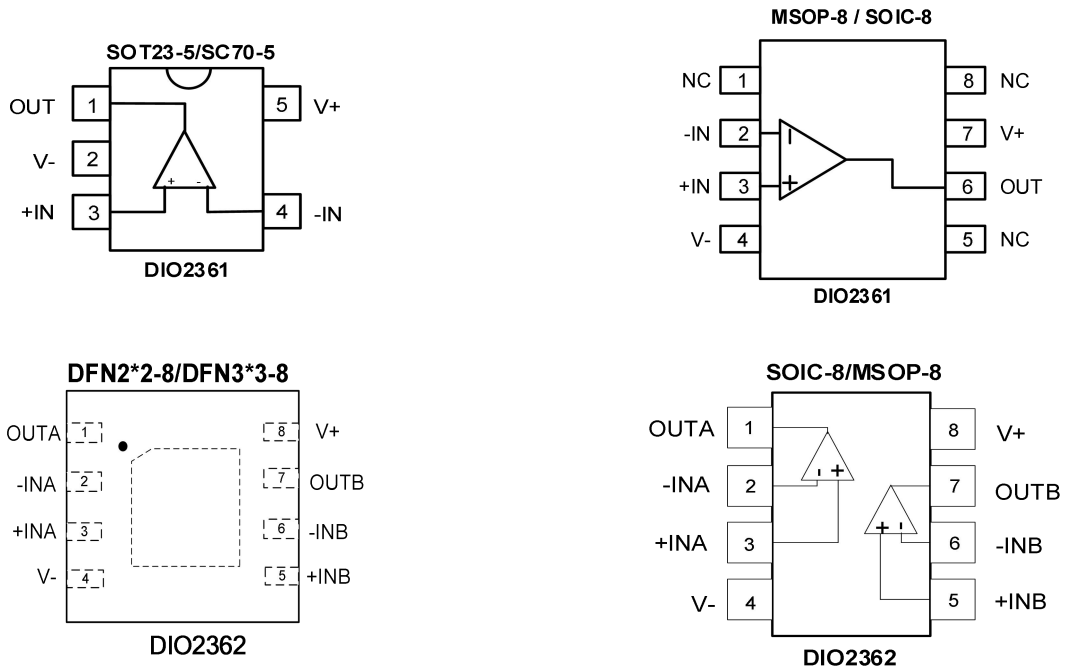 SOT23-5/SC70-5
OUT 1 5 V+
V- 2
+IN 3 4 -IN
+ -
DIO2361
MSOP-8 / SOIC-8
NC 1 8 NC
-IN 2 7 V+
+IN 3 6 OUT
V- 4 5 NC
- +
DIO2361
DFN2*2-8/DFN3*3-8
OUTA 1 8 V+
-INA 2 7 OUTB
+INA 3 6 -INB
V- 4 5 +INB
DIO2362
SOIC-8/MSOP-8
OUTA 1 8 V+
-INA 2 7 OUTB
+INA 3 6 -INB
V- 4 5 +INB
- +
+ -
DIO2362